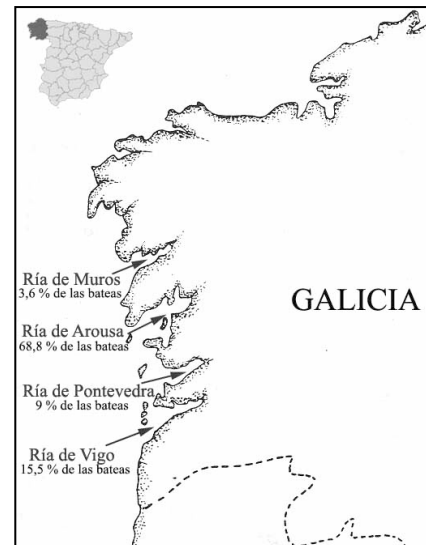 Ría de Muros
3,6 % de las bateas
GALICIA
Ría de Arousa
68,8 % de las bateas
Ría de Pontevedra
9 % de las bateas
Ría de Vigo
15,5 % de las bateas